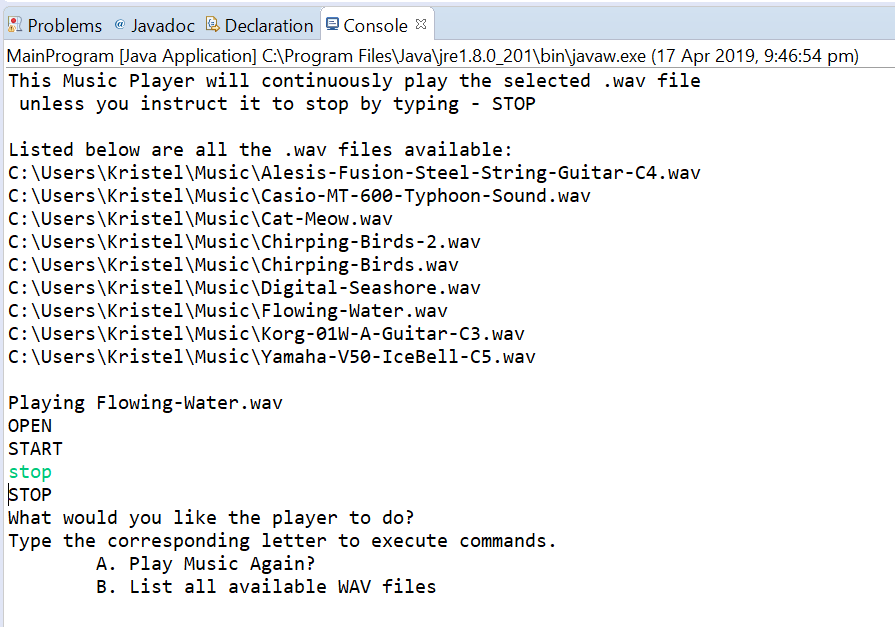 Problems @ Javadoc Declaration Console
MainProgram [Java Application] C:\Program Files\Java\jre1.8.0_201\bin\javaw.exe (17 Apr 2019, 9:46:54 pm)
This Music Player will continuously play the selected .wav file
unless you instruct it to stop by typing - STOP
Listed below are all the .wav files available:
C:\Users\Kristel\Music\Alesis-Fusion-Steel-String-Guitar-C4.wav
C:\Users\Kristel\Music\Casio-MT-600-Typhoon-Sound.wav
C:\Users\Kristel\Music\Cat-Meow.wav
C:\Users\Kristel\Music\Chirping-Birds-2.wav
C:\Users\Kristel\Music\Chirping-Birds.wav
C:\Users\Kristel\Music\Digital-Seashore.wav
C:\Users\Kristel\Music\Flowing-Water.wav
C:\Users\Kristel\Music\Korg-01W-A-Guitar-C3.wav
C:\Users\Kristel\Music\Yamaha-V50-IceBell-C5.wav
Playing Flowing-Water.wav
OPEN
START
stop
STOP
What would you like the player to do?
Type the corresponding letter to execute commands.
A. Play Music Again?
B. List all available WAV files